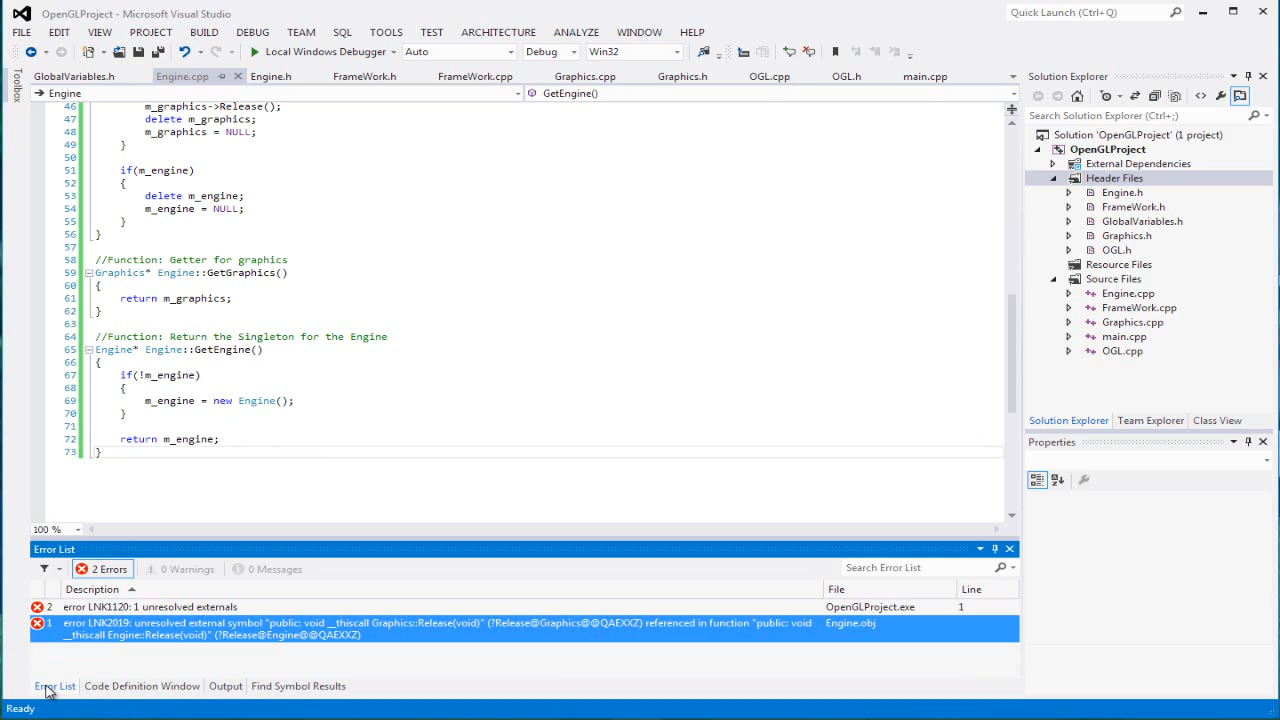 OpenGLProject - Microsoft Visual Studio
Quick Launch (Ctrl+Q)
FILE EDIT VIEW PROJECT BUILD DEBUG TEAM SQL TOOLS TEST ARCHITECTURE ANALYZE WINDOW HELP
Local Windows Debugger Auto Debug Win32
Toolbox
GlobalVariables.h Engine.cpp Engine.h FrameWork.h FrameWork.cpp Graphics.cpp Graphics.h OGL.cpp OGL.h main.cpp
Engine GetEngine()
46 m_graphics->Release();
47 delete m_graphics;
48 m_graphics = NULL;
49 }
50
51 if(m_engine)
52 {
53 delete m_engine;
54 m_engine = NULL;
55 }
56 }
57
58 //Function: Getter for graphics
59 Graphics* Engine::GetGraphics()
60 {
61 return m_graphics;
62 }
63
64 //Function: Return the Singleton for the Engine
65 Engine* Engine::GetEngine()
66 {
67 if(!m_engine)
68 {
69 m_engine = new Engine();
70 }
71
72 return m_engine;
73 }
100 %
Solution Explorer
Search Solution Explorer (Ctrl+;)
Solution 'OpenGLProject' (1 project)
OpenGLProject
External Dependencies
Header Files
Engine.h
FrameWork.h
GlobalVariables.h
Graphics.h
OGL.h
Resource Files
Source Files
Engine.cpp
FrameWork.cpp
Graphics.cpp
main.cpp
OGL.cpp
Solution Explorer Team Explorer Class View
Properties
Error List
2 Errors 0 Warnings 0 Messages
Search Error List
Description File Line
2 error LNK1120: 1 unresolved externals OpenGLProject.exe 1
1 error LNK2019: unresolved external symbol "public: void __thiscall Graphics::Release(void)" (?Release@Graphics@@QAEXXZ) referenced in function "public: void Engine.obj
__thiscall Engine::Release(void)" (?Release@Engine@@QAEXXZ)
Error List Code Definition Window Output Find Symbol Results
Ready